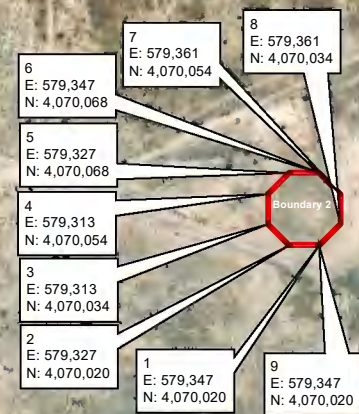 7
E: 579,361
N: 4,070,054
8
E: 579,361
N: 4,070,034
6
E: 579,347
N: 4,070,068
5
E: 579,327
N: 4,070,068
4
E: 579,313
N: 4,070,054
Boundary 2
3
E: 579,313
N: 4,070,034
2
E: 579,327
N: 4,070,020
1
E: 579,347
N: 4,070,020
9
E: 579,347
N: 4,070,020